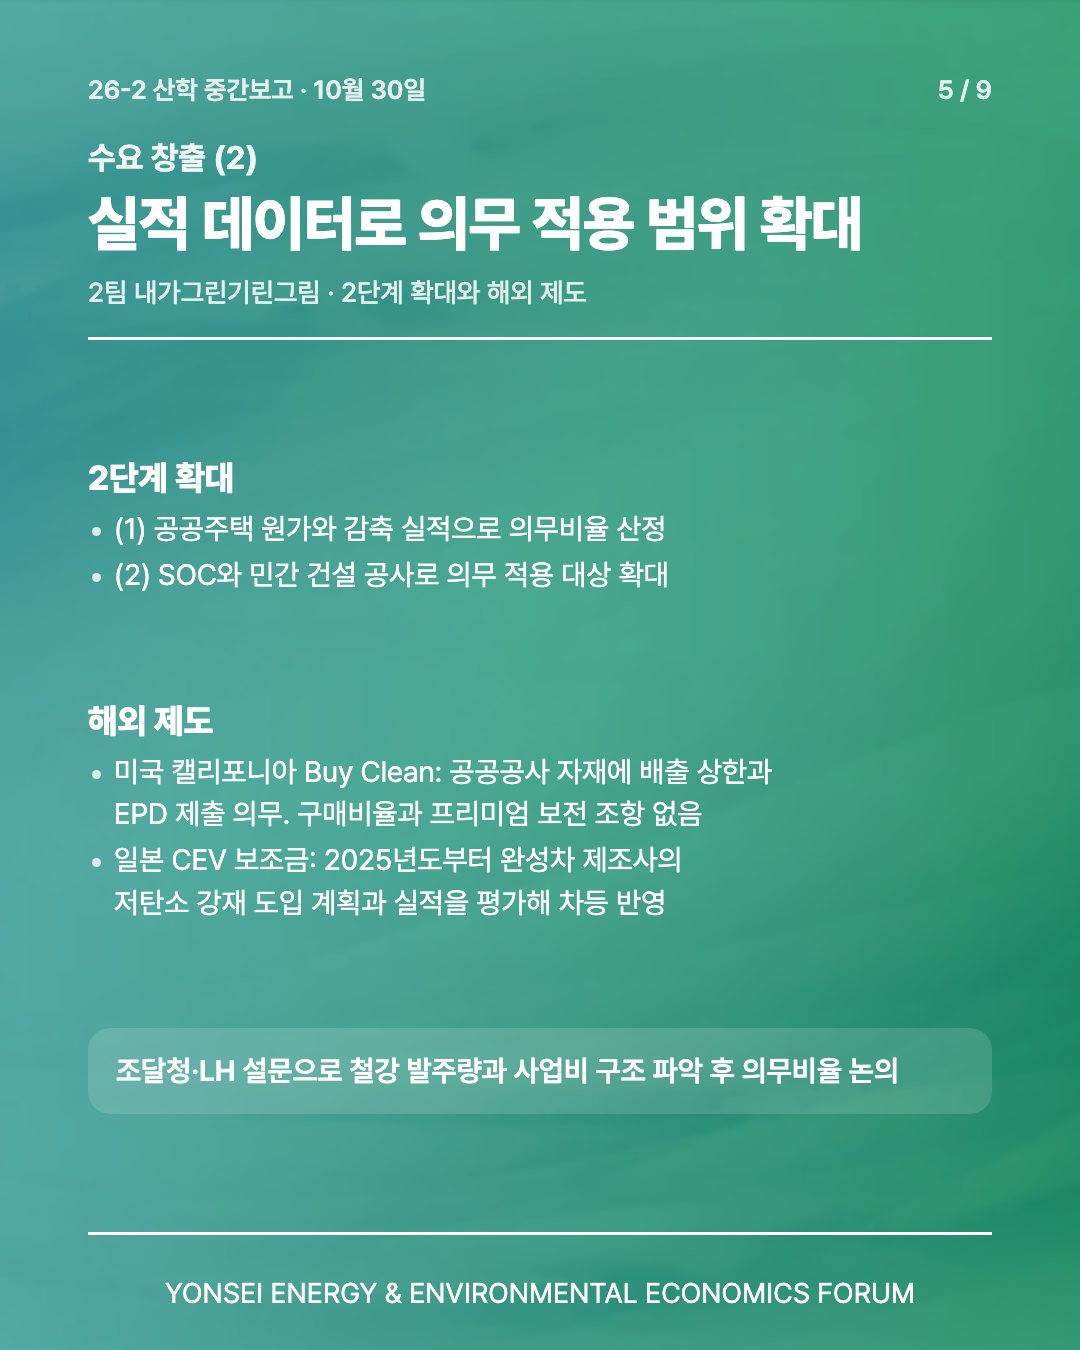 26-2 산학 중간보고 · 10월 30일
5 / 9
수요 창출 (2)
실적 데이터로 의무 적용 범위 확대
2팀 내가그린기린그림 · 2단계 확대와 해외 제도
2단계 확대
• (1) 공공주택 원가와 감축 실적으로 의무비율 산정
• (2) SOC와 민간 건설 공사로 의무 적용 대상 확대
해외 제도
• 미국 캘리포니아 Buy Clean: 공공공사 자재에 배출 상한과
EPD 제출 의무. 구매비율과 프리미엄 보전 조항 없음
• 일본 CEV 보조금: 2025년도부터 완성차 제조사의
저탄소 강재 도입 계획과 실적을 평가해 차등 반영
조달청·LH 설문으로 철강 발주량과 사업비 구조 파악 후 의무비율 논의
YONSEI ENERGY & ENVIRONMENTAL ECONOMICS FORUM